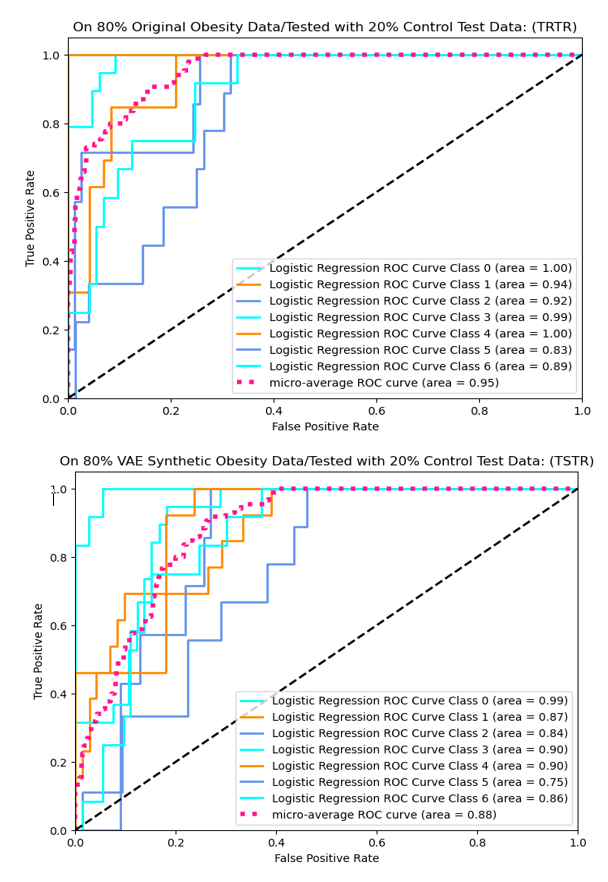 On 80% Original Obesity Data/Tested with 20% Control Test Data: (TRTR)
1.0
0.8
0.6
0.4
0.2
0.0
True Positive Rate
Logistic Regression ROC Curve Class 0 (area = 1.00)
Logistic Regression ROC Curve Class 1 (area = 0.94)
Logistic Regression ROC Curve Class 2 (area = 0.92)
Logistic Regression ROC Curve Class 3 (area = 0.99)
Logistic Regression ROC Curve Class 4 (area = 1.00)
Logistic Regression ROC Curve Class 5 (area = 0.83)
Logistic Regression ROC Curve Class 6 (area = 0.89)
micro-average ROC curve (area = 0.95)
0.0 0.2 0.4 0.6 0.8 1.0
False Positive Rate
On 80% VAE Synthetic Obesity Data/Tested with 20% Control Test Data: (TSTR)
1.0
0.8
0.6
0.4
0.2
0.0
True Positive Rate
Logistic Regression ROC Curve Class 0 (area = 0.99)
Logistic Regression ROC Curve Class 1 (area = 0.87)
Logistic Regression ROC Curve Class 2 (area = 0.84)
Logistic Regression ROC Curve Class 3 (area = 0.90)
Logistic Regression ROC Curve Class 4 (area = 0.90)
Logistic Regression ROC Curve Class 5 (area = 0.75)
Logistic Regression ROC Curve Class 6 (area = 0.86)
micro-average ROC curve (area = 0.88)
0.0 0.2 0.4 0.6 0.8 1.0
False Positive Rate